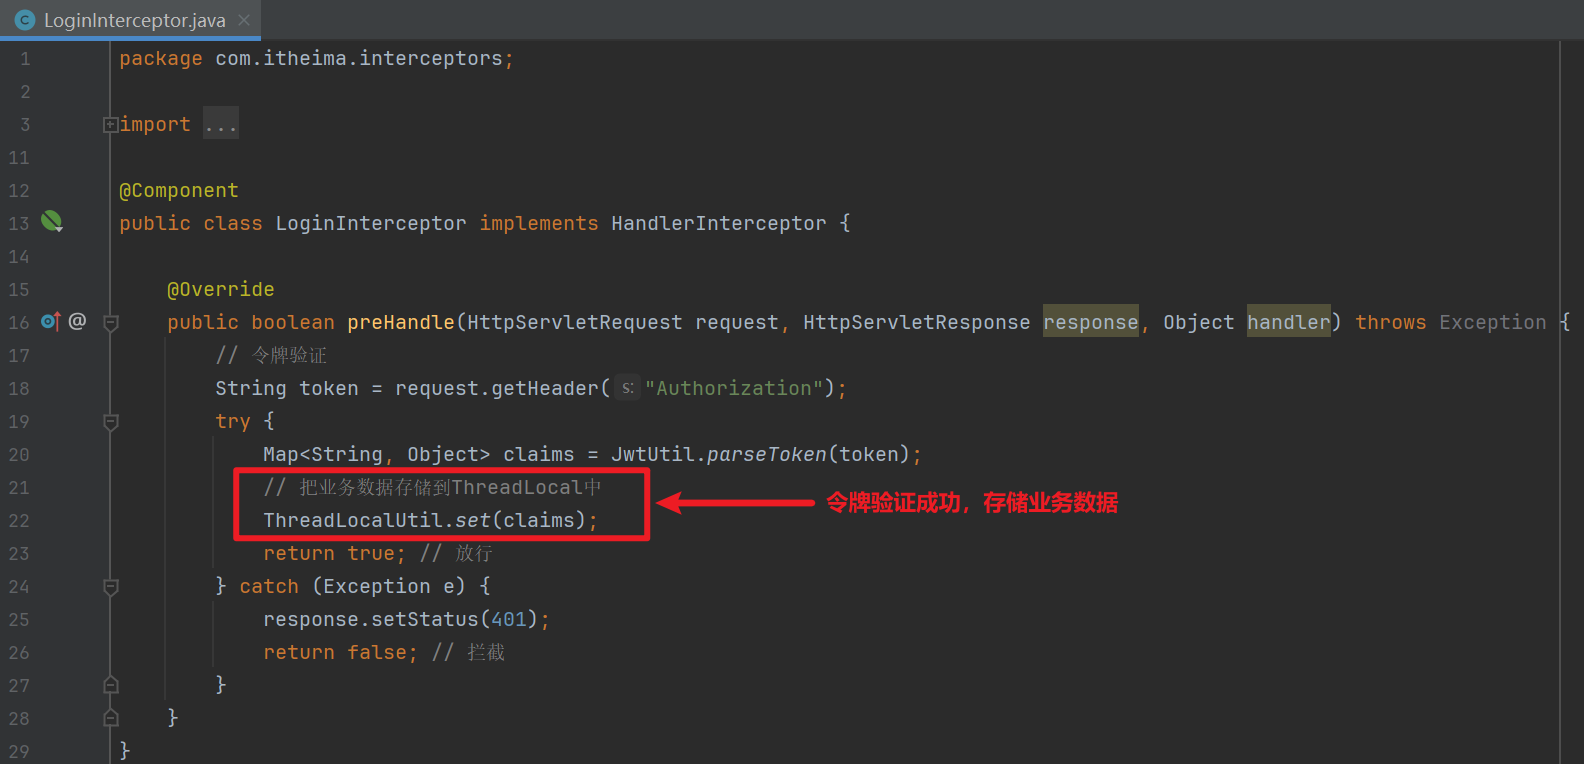 LoginInterceptor.java
1 package com.itheima.interceptors;
2
3 import ...
11
12 @Component
13 public class LoginInterceptor implements HandlerInterceptor {
14
15 @Override
16 @ public boolean preHandle(HttpServletRequest request, HttpServletResponse response, Object handler) throws Exception {
17 // 令牌验证
18 String token = request.getHeader( s: "Authorization");
19 try {
20 Map<String, Object> claims = JwtUtil.parseToken(token);
21 // 把业务数据存储到ThreadLocal中
22 ThreadLocalUtil.set(claims);
令牌验证成功，存储业务数据
23 return true; // 放行
24 } catch (Exception e) {
25 response.setStatus(401);
26 return false; // 拦截
27 }
28 }
29 }